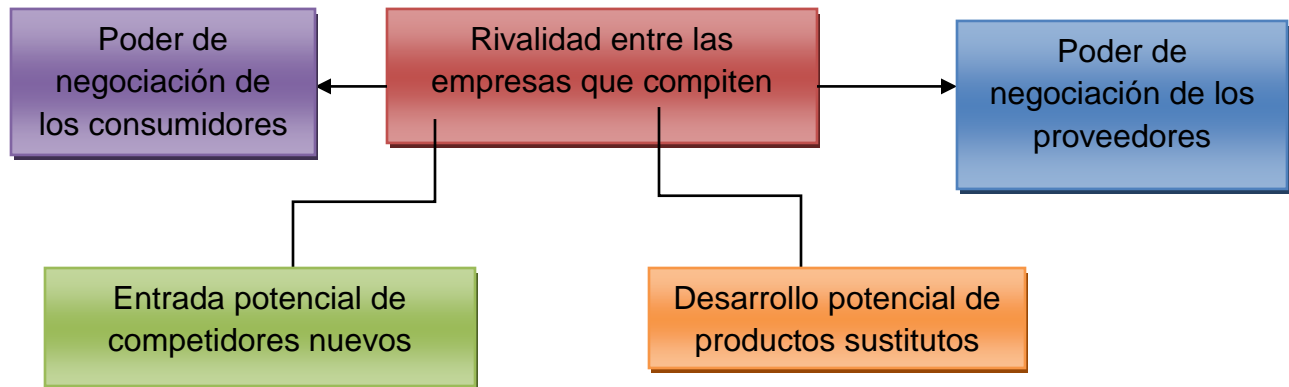 Poder de
negociación de
los consumidores
Rivalidad entre las
empresas que compiten
Poder de
negociación de los
proveedores
Entrada potencial de
competidores nuevos
Desarrollo potencial de
productos sustitutos